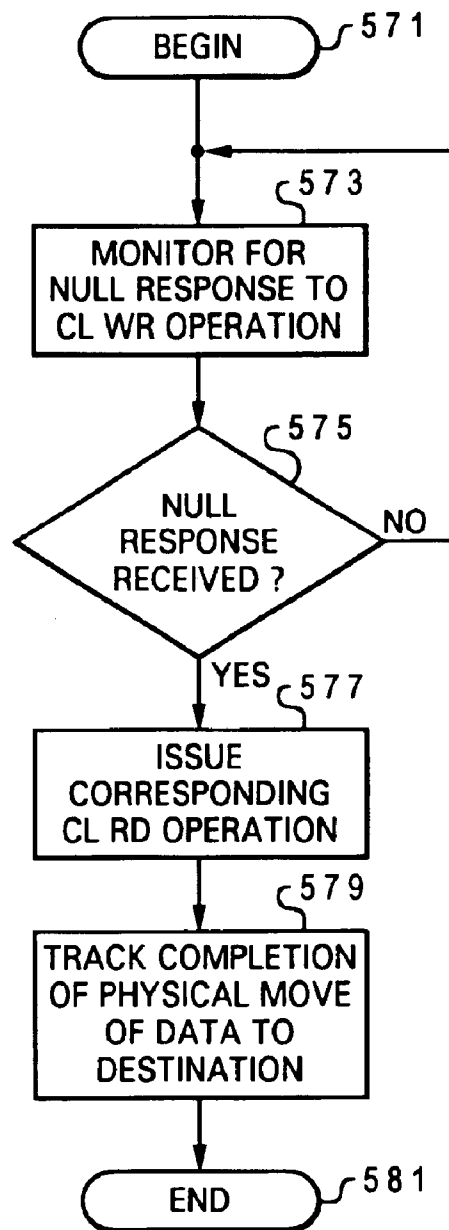 BEGIN
571
573
MONITOR FOR
NULL RESPONSE TO
CL WR OPERATION
575
NULL
RESPONSE
RECEIVED ?
NO
YES
577
ISSUE
CORRESPONDING
CL RD OPERATION
579
TRACK COMPLETION
OF PHYSICAL MOVE
OF DATA TO
DESTINATION
END
581